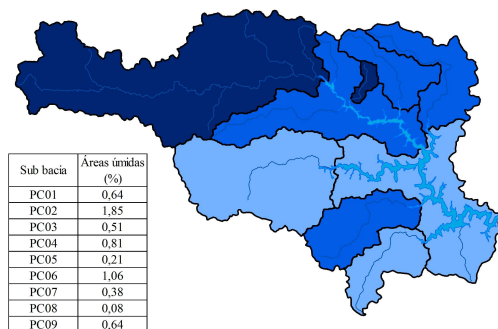 Sub bacia Áreas úmidas (%)
PC01 0,64
PC02 1,85
PC03 0,51
PC04 0,81
PC05 0,21
PC06 1,06
PC07 0,38
PC08 0,08
PC09 0,64